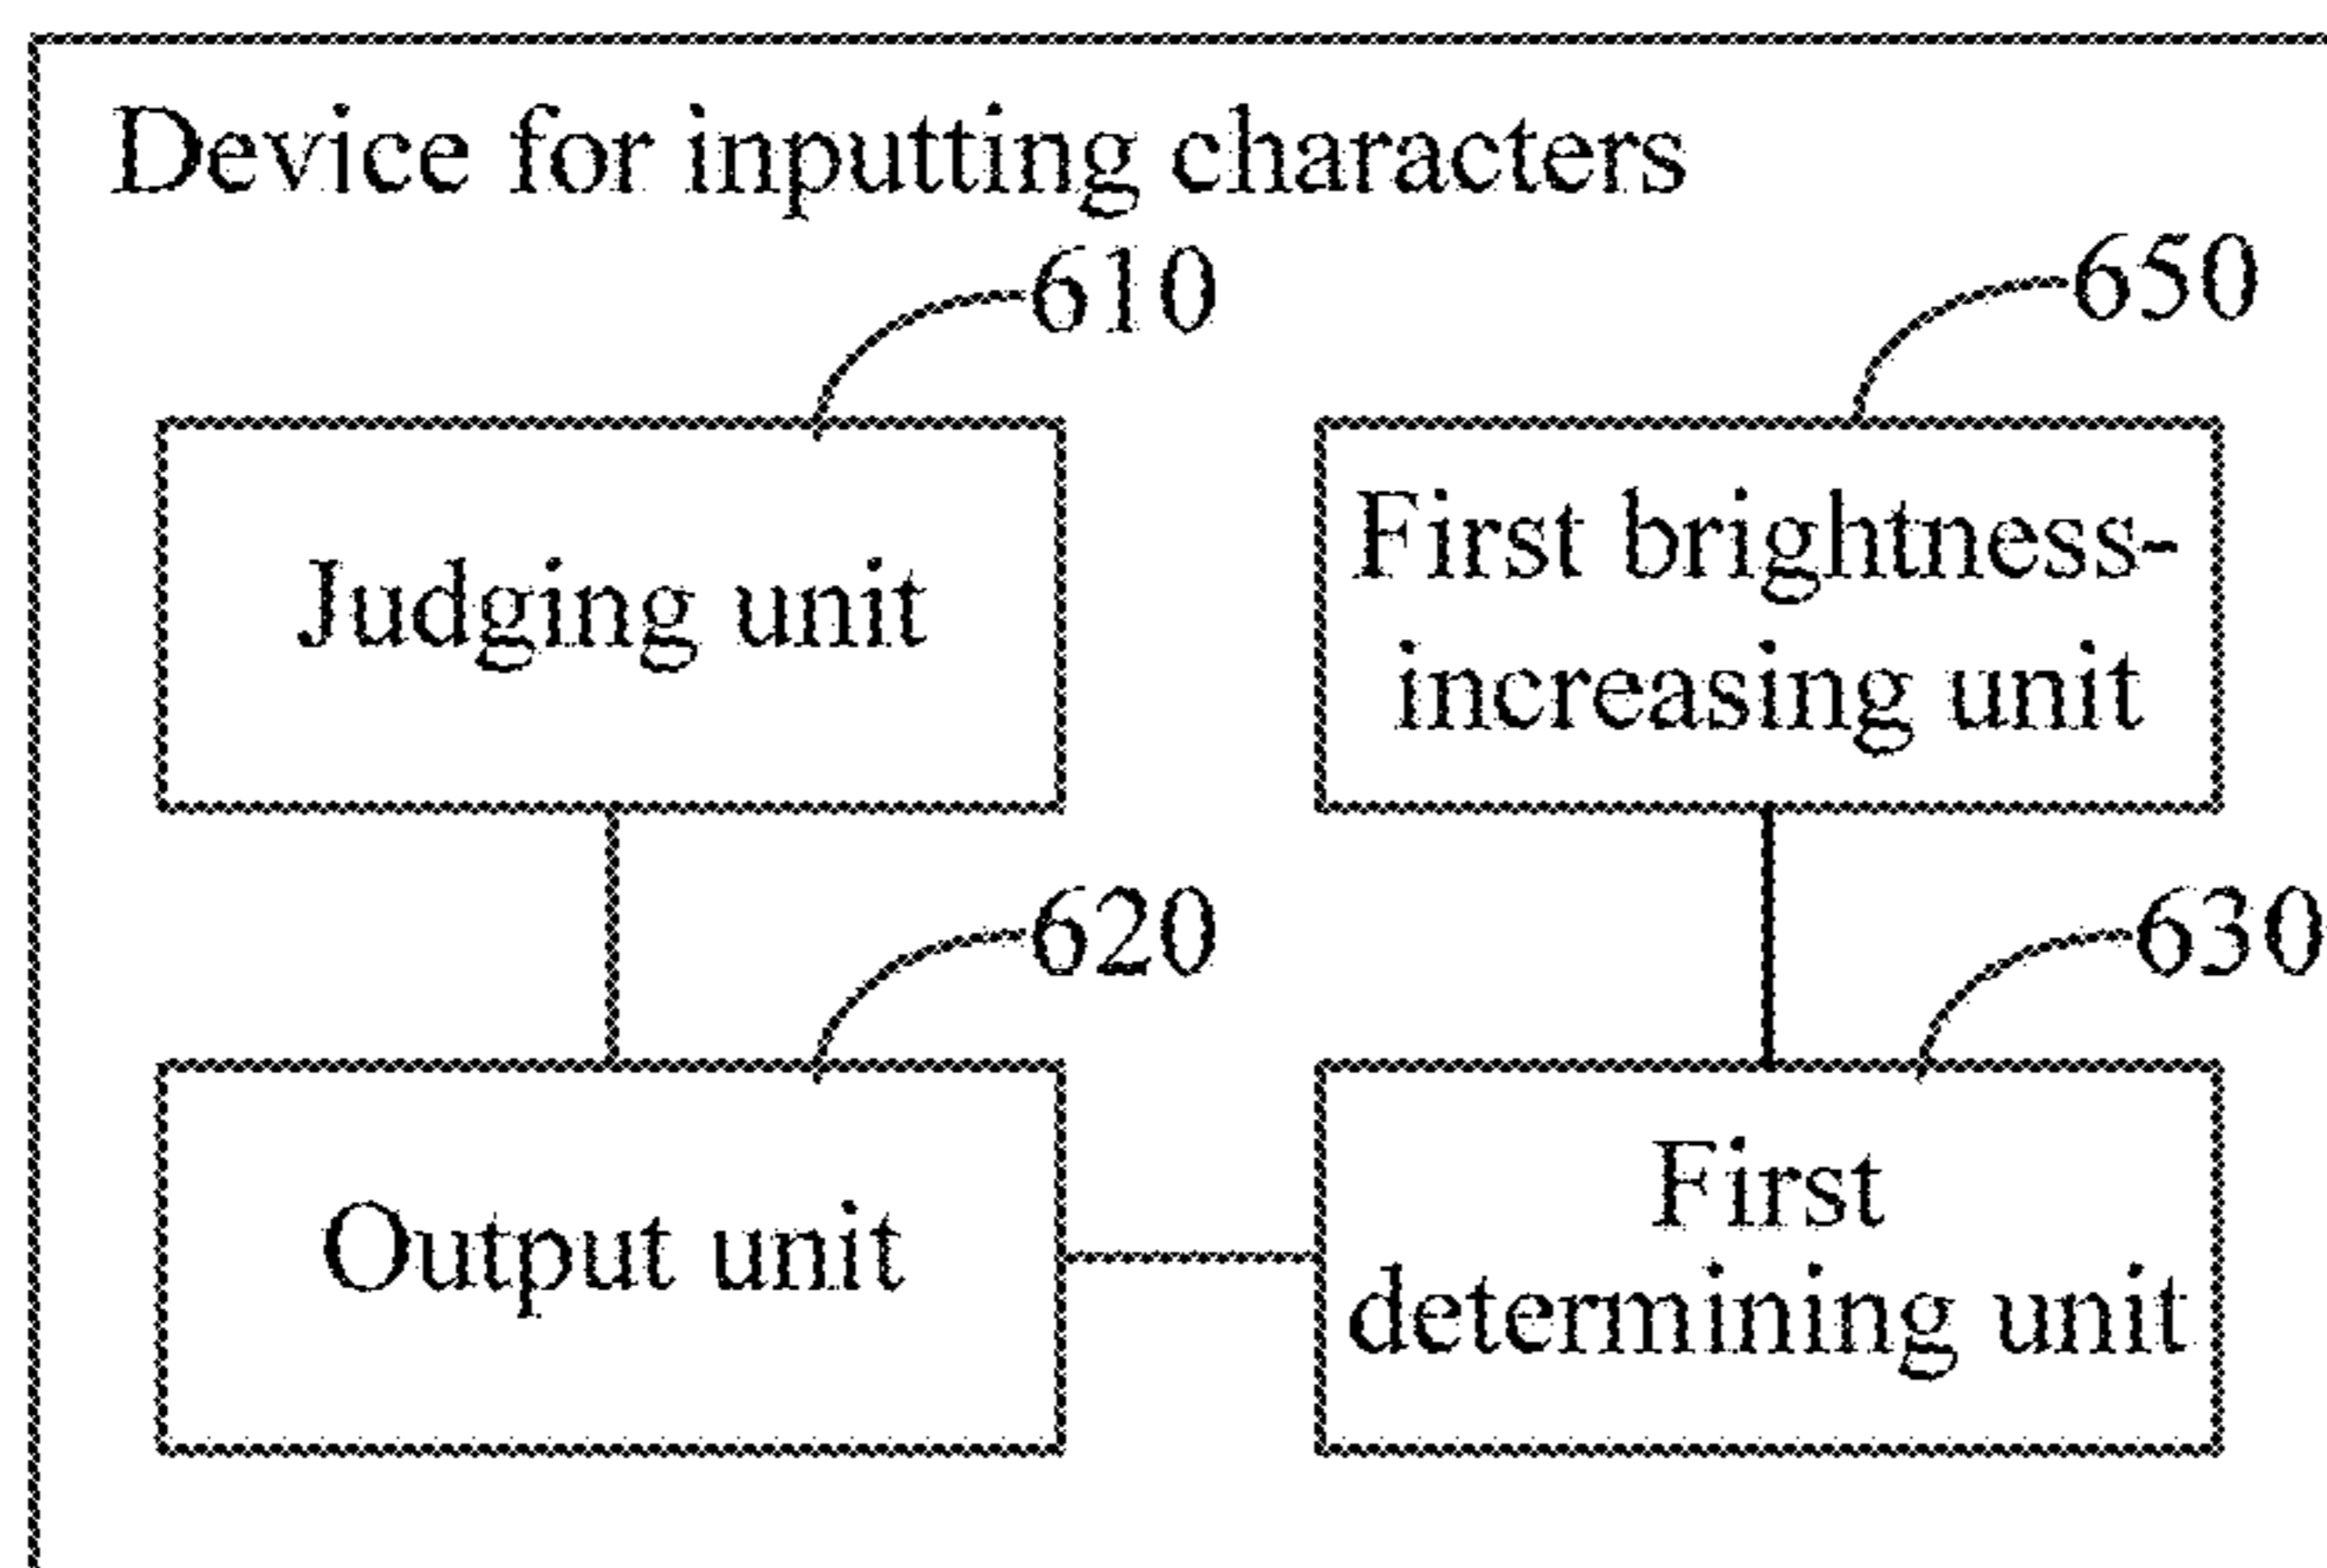 Device for inputting characters
610
650
Judging unit
First brightness-
increasing unit
620
630
Output unit
First
determining unit